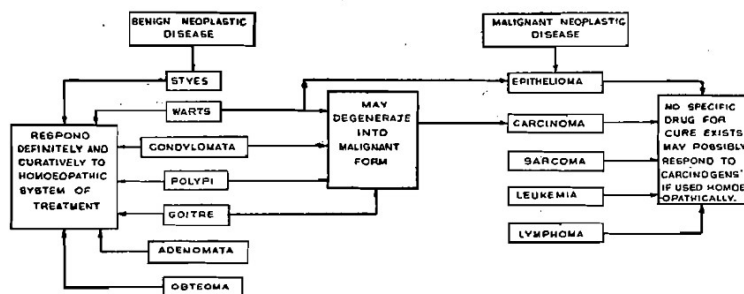 BENIGN NEOPLASTIC
DISEASE
MALIGNANT NEOPLASTIC
DISEASE
STYES
EPITHELIOMA
WARTS
MAY
DEGENERAJE
INTO
MALIGNANT
FORM
CARCINOMA
NO SPECIFIC
DRUG FOR
CURE EXISTS
MAY POSSIBLY
RESPOND TO
CARCINOGENS'
IF USED HOMOE
OPATHICALLY.
RESPOND
DEFINITELY AND
CURATIVELY TO
HOMOEOPATHIC
SYSTEM OF
TREATMENT
CONDYLOMATA
SARCOMA
POLYPI
LEUKEMIA
GOITRE
LYMPHOMA
ADENOMATA
OBTEOMA